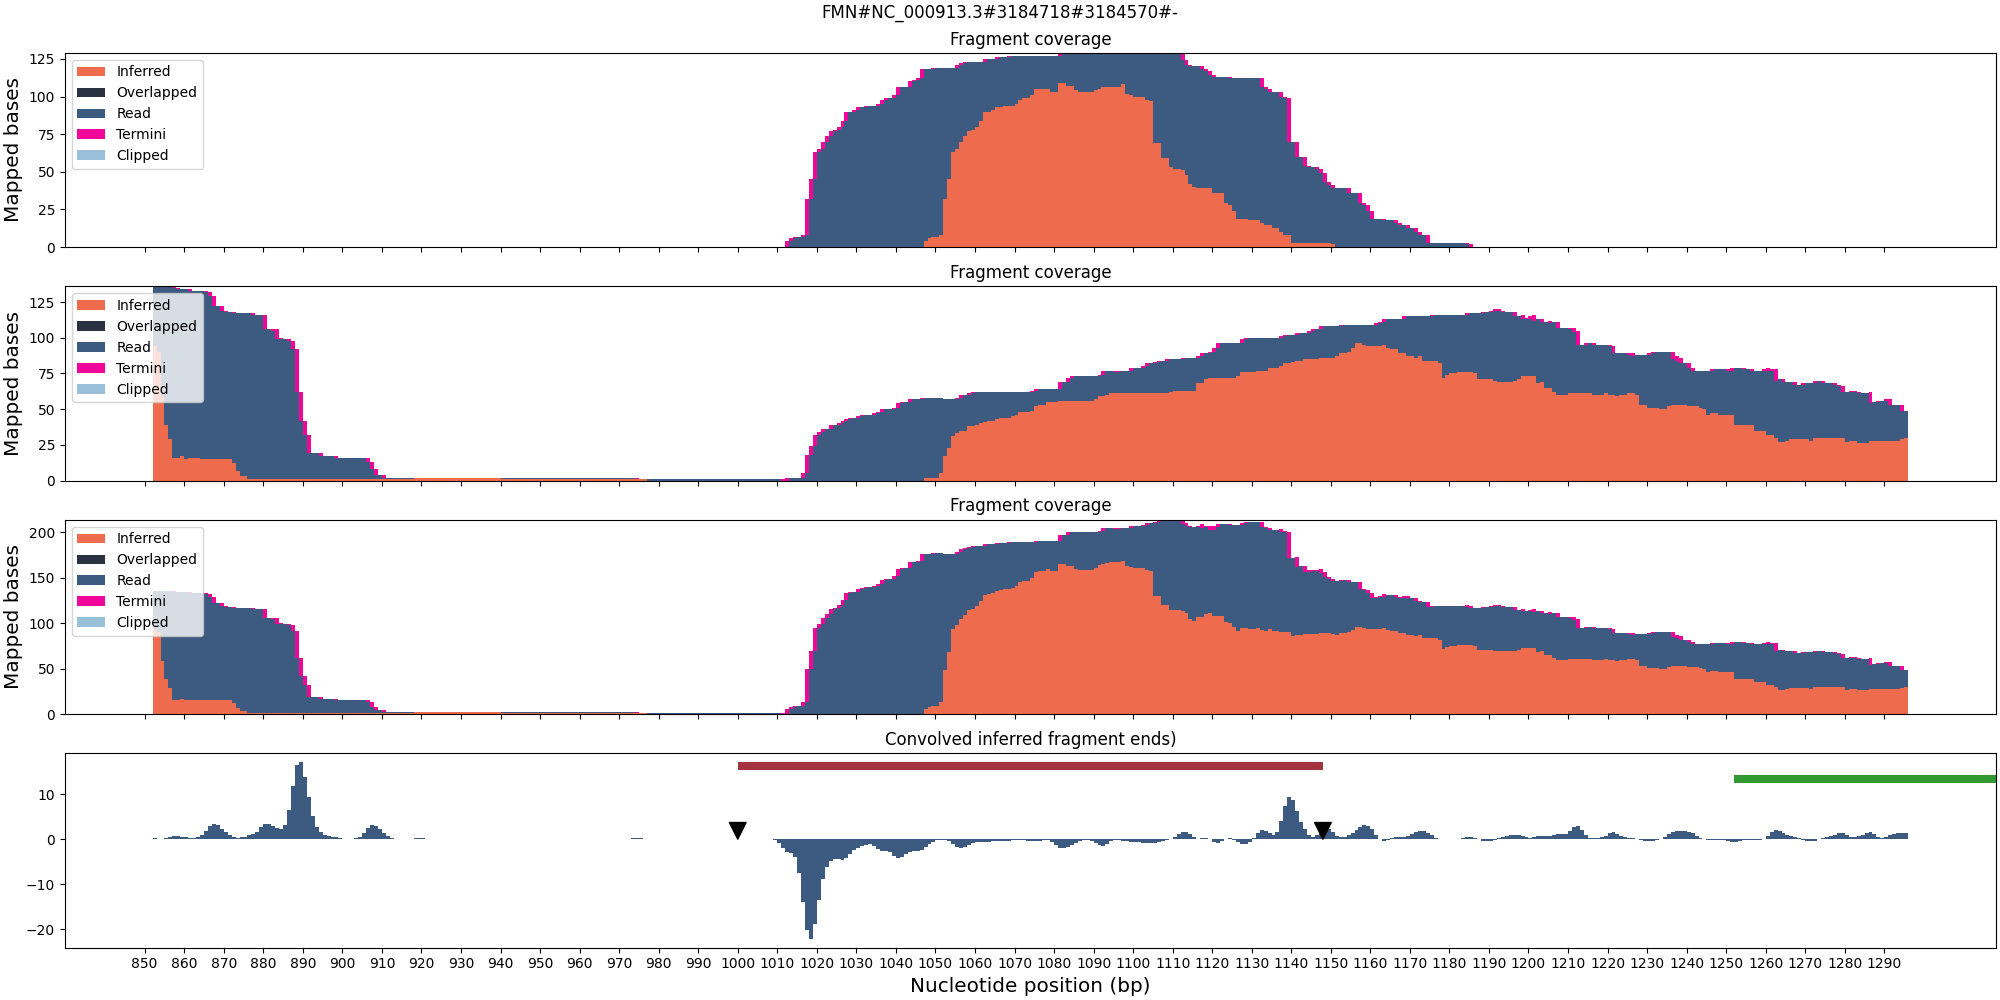 FMN#NC_000913.3#3184718#3184570#-
Fragment coverage
Mapped bases
125
100
75
50
25
0
Inferred
Overlapped
Read
Termini
Clipped
Fragment coverage
Mapped bases
125
100
75
50
25
0
Inferred
Overlapped
Read
Termini
Clipped
Fragment coverage
Mapped bases
200
150
100
50
0
Inferred
Overlapped
Read
Termini
Clipped
Convolved inferred fragment ends)
10
0
−10
−20
850 860 870 880 890 900 910 920 930 940 950 960 970 980 990 1000 1010 1020 1030 1040 1050 1060 1070 1080 1090 1100 1110 1120 1130 1140 1150 1160 1170 1180 1190 1200 1210 1220 1230 1240 1250 1260 1270 1280 1290
Nucleotide position (bp)